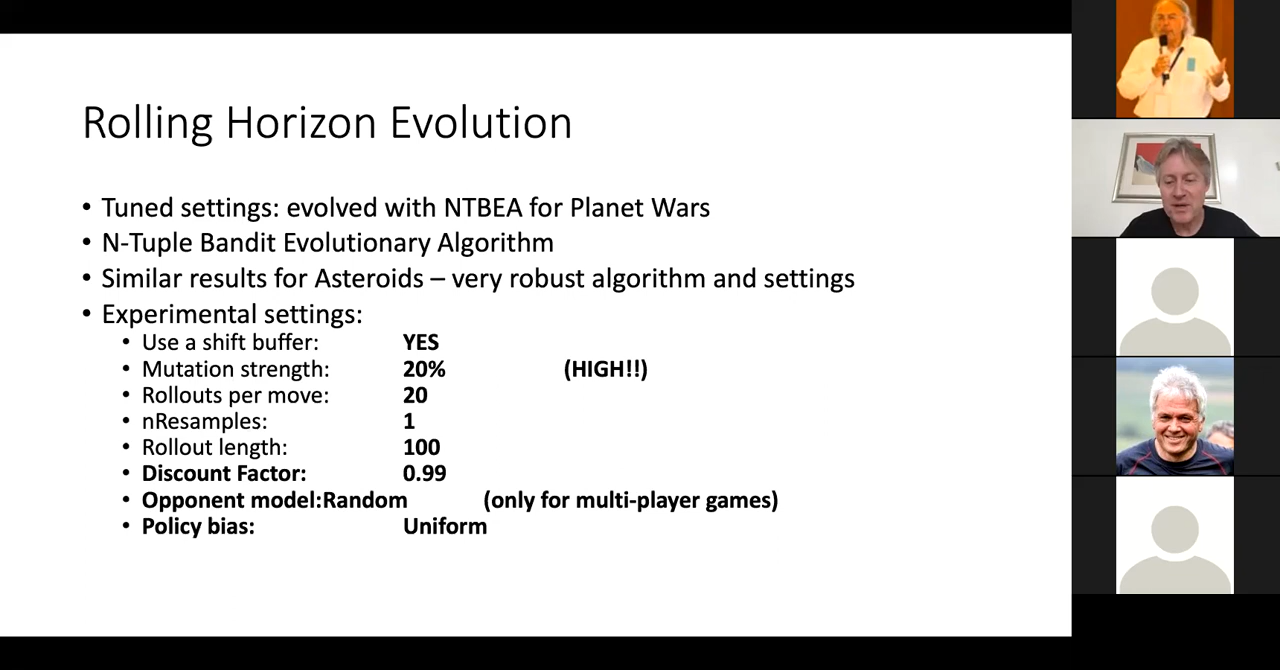 Rolling Horizon Evolution
• Tuned settings: evolved with NTBEA for Planet Wars
• N-Tuple Bandit Evolutionary Algorithm
• Similar results for Asteroids – very robust algorithm and settings
• Experimental settings:
• Use a shift buffer: YES
• Mutation strength: 20% (HIGH!!)
• Rollouts per move: 20
• nResamples: 1
• Rollout length: 100
• Discount Factor: 0.99
• Opponent model:Random (only for multi-player games)
• Policy bias: Uniform